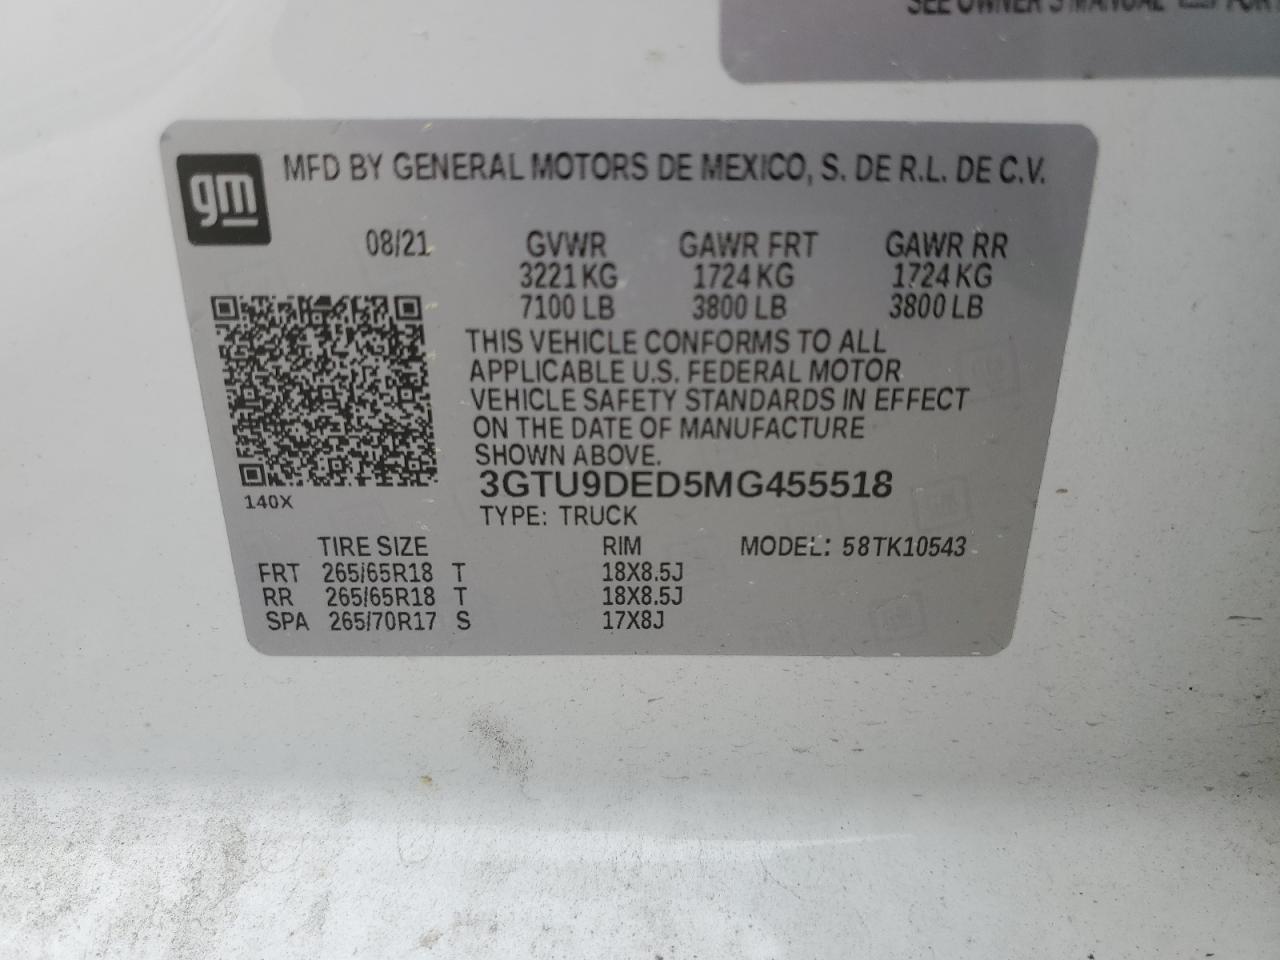 SEE OWNER'S MANUAL
gm
MFD BY GENERAL MOTORS DE MEXICO, S. DE R.L. DE C.V.
08/21 GVWR GAWR FRT GAWR RR
3221 KG 1724 KG 1724 KG
7100 LB 3800 LB 3800 LB
THIS VEHICLE CONFORMS TO ALL
APPLICABLE U.S. FEDERAL MOTOR
VEHICLE SAFETY STANDARDS IN EFFECT
ON THE DATE OF MANUFACTURE
SHOWN ABOVE.
3GTU9DED5MG455518
140X
TYPE: TRUCK
TIRE SIZE RIM MODEL: 58TK10543
FRT 265/65R18 T 18X8.5J
RR 265/65R18 T 18X8.5J
SPA 265/70R17 S 17X8J